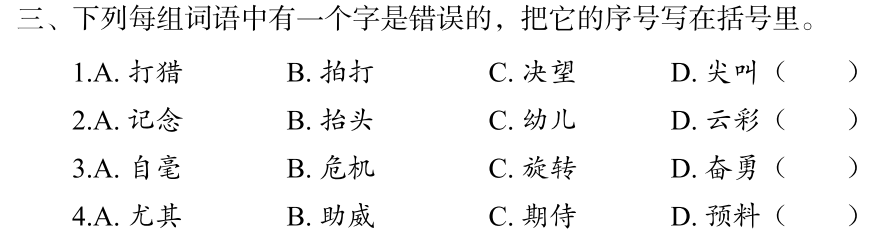 三、下列每组词语中有一个字是错误的，把它的序号写在括号里。
1.A. 打猎 B. 拍打 C. 决望 D. 尖叫（ ）
2.A. 记念 B. 抬头 C. 幼儿 D. 云彩（ ）
3.A. 自毫 B. 危机 C. 旋转 D. 奋勇（ ）
4.A. 尤其 B. 助威 C. 期侍 D. 预料（ ）